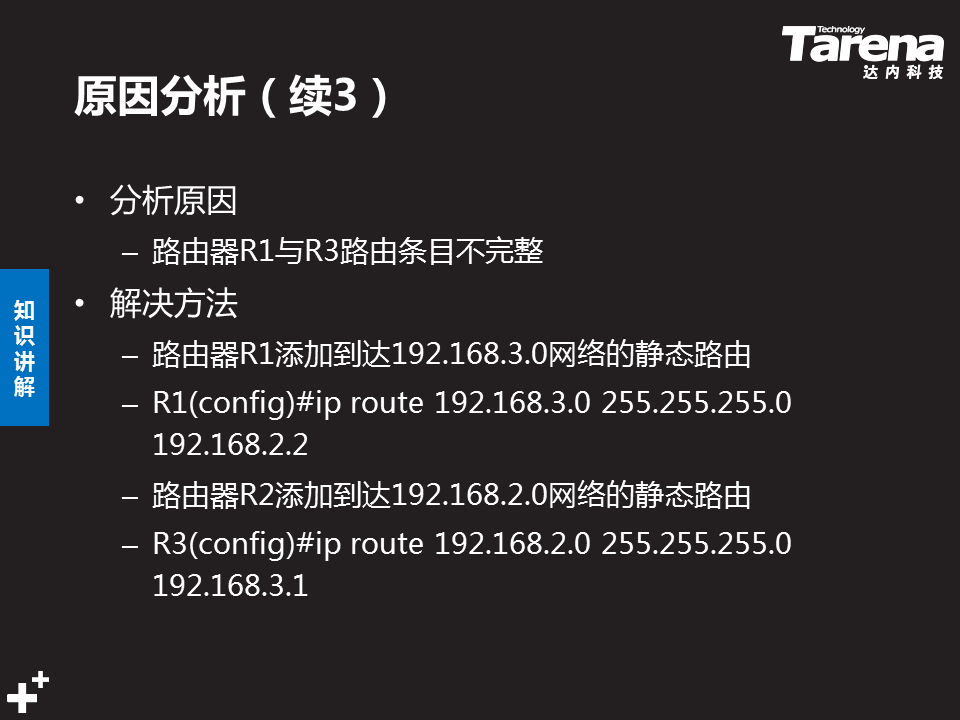 Technology
Tarena
达内科技
原因分析（续3）
• 分析原因
– 路由器R1与R3路由条目不完整
• 解决方法
– 路由器R1添加到达192.168.3.0网络的静态路由
– R1(config)#ip route 192.168.3.0 255.255.255.0
192.168.2.2
– 路由器R2添加到达192.168.2.0网络的静态路由
– R3(config)#ip route 192.168.2.0 255.255.255.0
192.168.3.1
知
识
讲
解